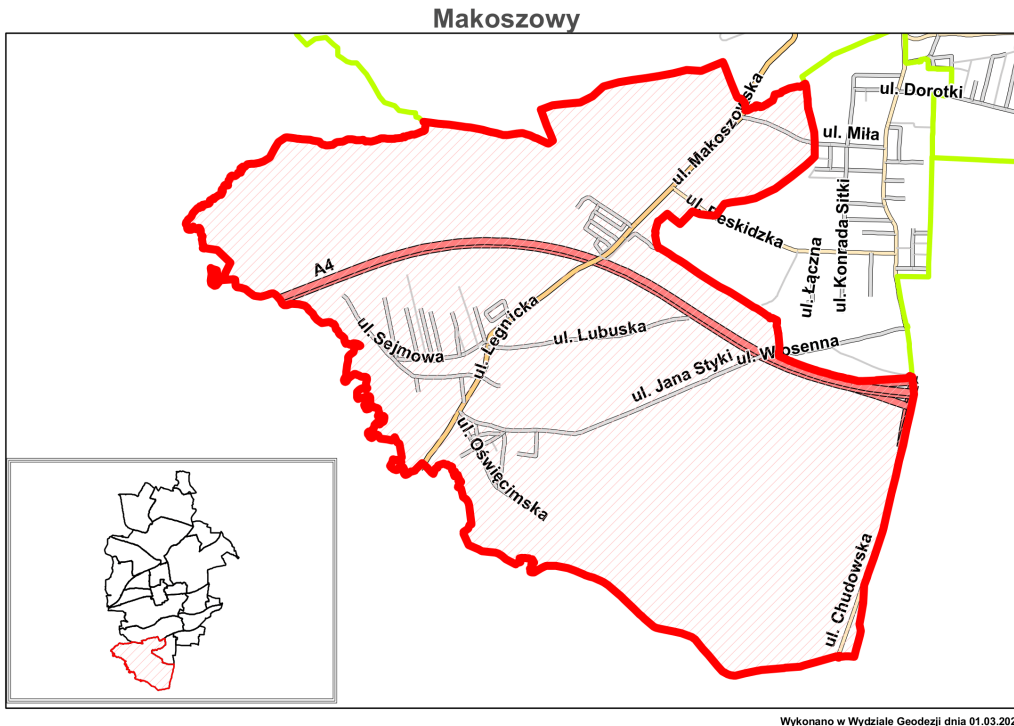 Makoszowy
ul. Dorotki
ul. Makoszowska
ul. Miła
ul. Beskidzka
ul. Łączna
ul. Konrada Sitki
A4
ul. Legnicka
ul. Sejmowa
ul. Lubuska
ul. Wiosenna
ul. Jana Styki
ul. Oświęcimska
ul. Chudowska
Wykonano w Wydziale Geodezji dnia 01.03.202